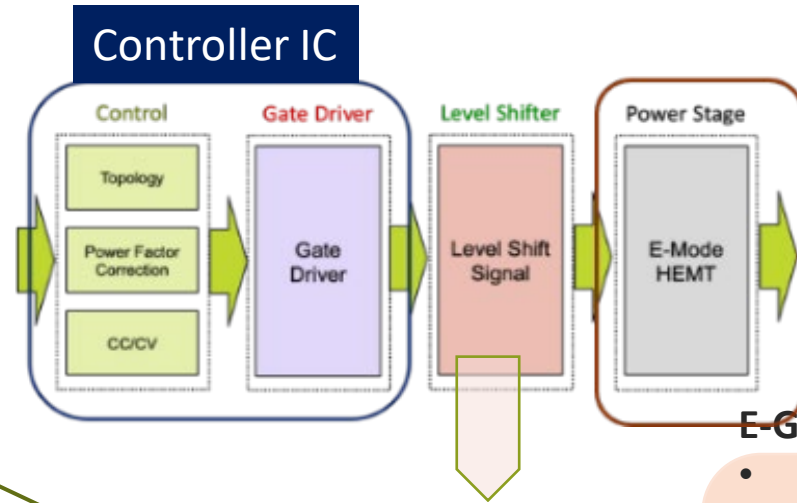 Controller IC
Control
Gate Driver
Level Shifter
Power Stage
Topology
Power Factor
Correction
CC/CV
Gate
Driver
Level Shift
Signal
E-Mode
HEMT
E-G
•